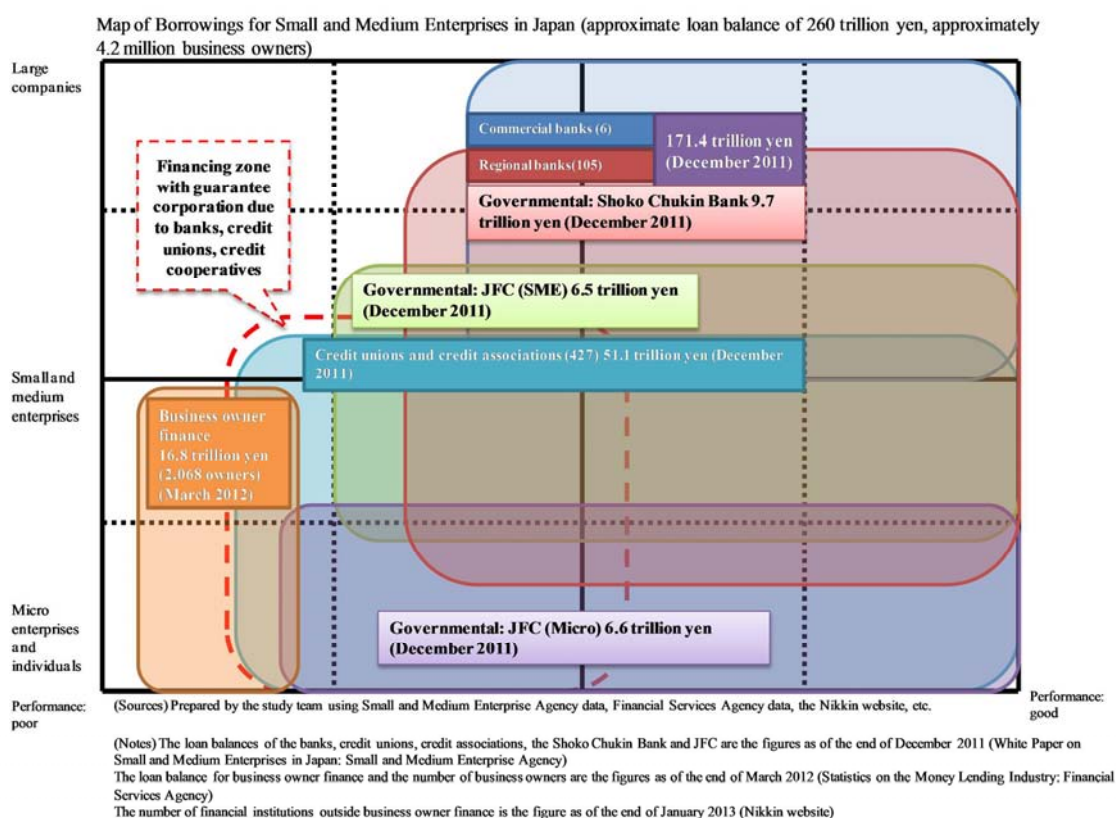 Map of Borrowings for Small and Medium Enterprises in Japan (approximate loan balance of 260 trillion yen, approximately
4.2 million business owners)
Large
companies
Commercial banks (6)
171.4 trillion yen
(December 2011)
Regional banks(105)
Financing zone
with guarantee
corporation due
to banks, credit
unions, credit
cooperatives
Governmental: Shoko Chukin Bank 9.7
trillion yen (December 2011)
Governmental: JFC (SME) 6.5 trillion yen
(December 2011)
Credit unions and credit associations (427) 51.1 trillion yen (December
2011)
Small and
medium
enterprises
Business owner
finance
16.8 trillion yen
(2.068 owners)
(March 2012)
Micro
enterprises
and
individuals
Governmental: JFC (Micro) 6.6 trillion yen
(December 2011)
Performance:
poor
Performance:
good
(Sources) Prepared by the study team using Small and Medium Enterprise Agency data, Financial Services Agency data, the Nikkin website, etc.
(Notes) The loan balances of the banks, credit unions, credit associations, the Shoko Chukin Bank and JFC are the figures as of the end of December 2011 (White Paper on
Small and Medium Enterprises in Japan: Small and Medium Enterprise Agency)
The loan balance for business owner finance and the number of business owners are the figures as of the end of March 2012 (Statistics on the Money Lending Industry: Financial
Services Agency)
The number of financial institutions outside business owner finance is the figure as of the end of January 2013 (Nikkin website)